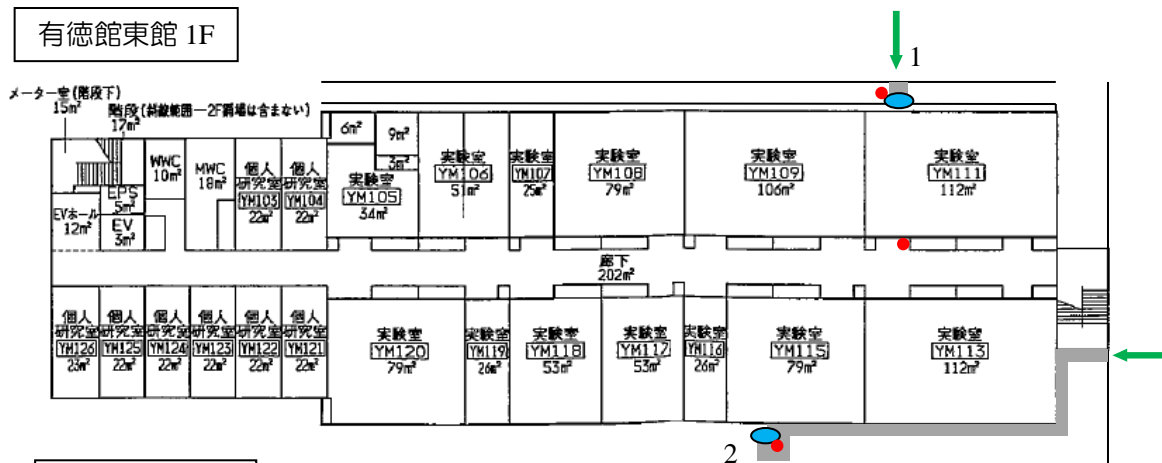 有徳館東館 1F
1
メーター室(階段下)
15m²
階段(斜線範囲―2F踊場は含まない)
17m²
EPS
5m²
EVホール
12m²
EV
3m²
WWC
10m²
MWC
18m²
個人
研究室
YM103
22m²
個人
研究室
YM104
22m²
6m²
9m²
3m²
実験室
YM105
34m²
実験室
YM106
51m²
実験室
YM107
25m²
実験室
YM108
79m²
実験室
YM109
106m²
実験室
YM111
112m²
廊下
202m²
個人
研究室
YM126
23m²
個人
研究室
YM125
22m²
個人
研究室
YM124
22m²
個人
研究室
YM123
22m²
個人
研究室
YM122
22m²
個人
研究室
YM121
22m²
実験室
YM120
79m²
実験室
YM119
26m²
実験室
YM118
53m²
実験室
YM117
53m²
実験室
YM116
26m²
実験室
YM115
79m²
実験室
YM113
112m²
2